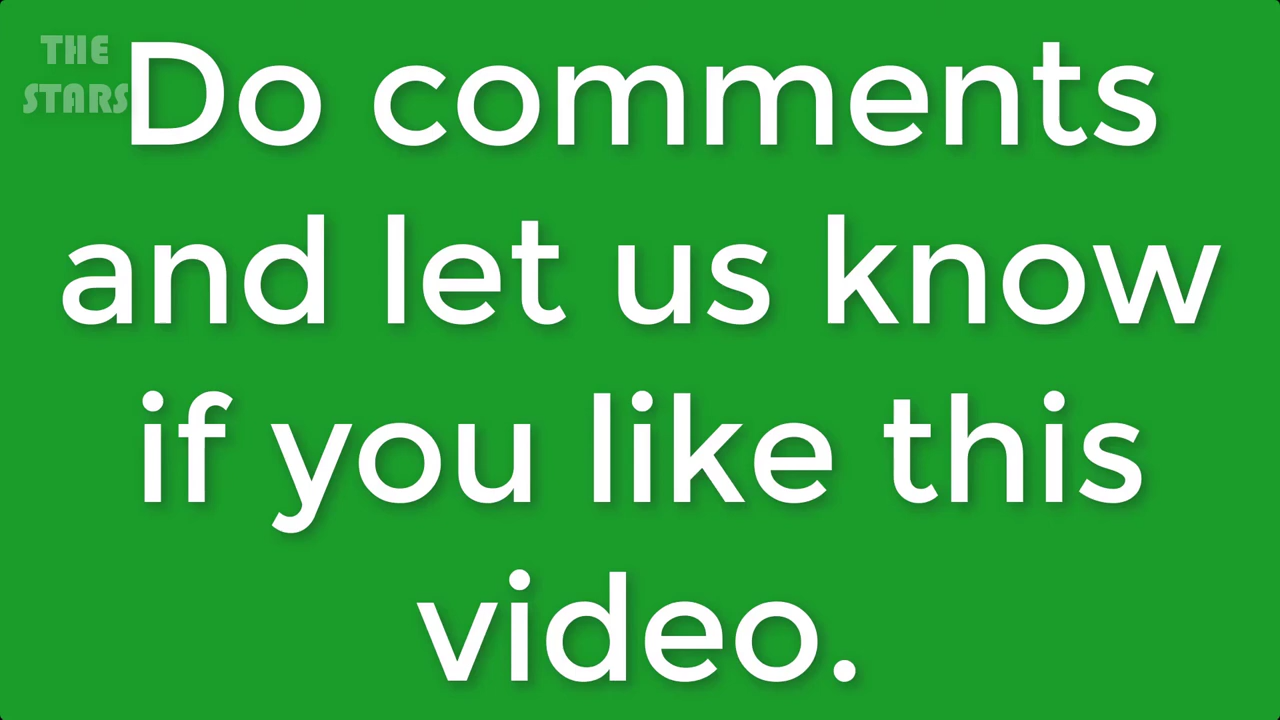 THE
STARS
Do comments
and let us know
if you like this
video.